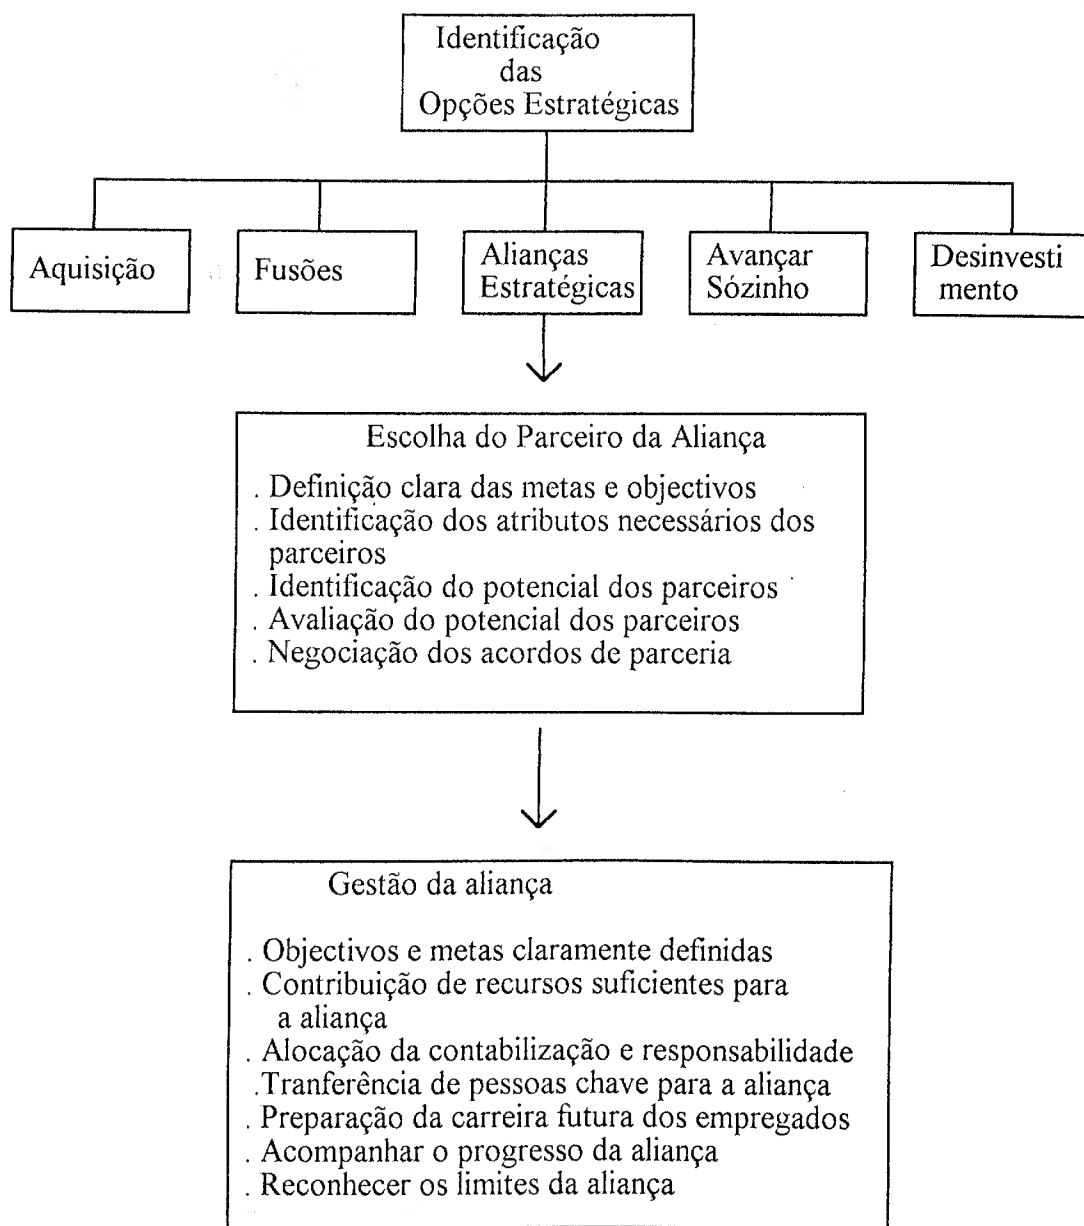 Identificação
das
Opções Estratégicas
Aquisição
Fusões
Alianças
Estratégicas
Avançar
Sózinho
Desinvesti
mento
Escolha do Parceiro da Aliança
. Definição clara das metas e objectivos
. Identificação dos atributos necessários dos
parceiros
. Identificação do potencial dos parceiros
. Avaliação do potencial dos parceiros
. Negociação dos acordos de parceria
Gestão da aliança
. Objectivos e metas claramente definidas
. Contribuição de recursos suficientes para
a aliança
. Alocação da contabilização e responsabilidade
.Tranferência de pessoas chave para a aliança
. Preparação da carreira futura dos empregados
. Acompanhar o progresso da aliança
. Reconhecer os limites da aliança